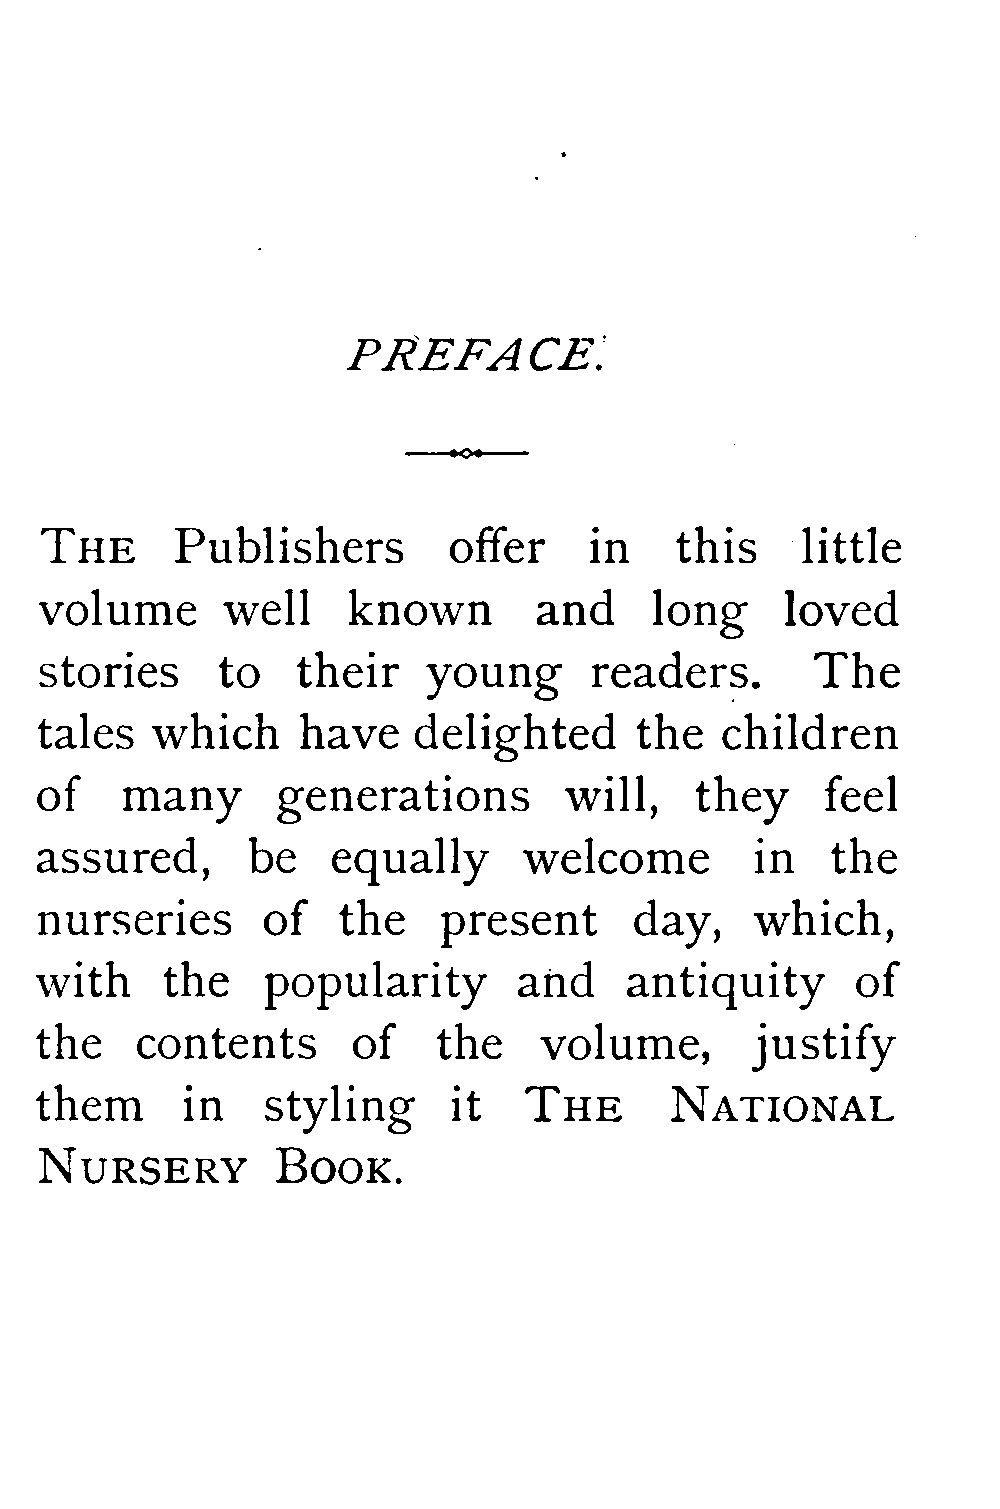 PREFACE.
THE Publishers offer in this little
volume well known and long loved
stories to their young readers. The
tales which have delighted the children
of many generations will, they feel
assured, be equally welcome in the
nurseries of the present day, which,
with the popularity and antiquity of
the contents of the volume, justify
them in styling it THE NATIONAL
NURSERY BOOK.